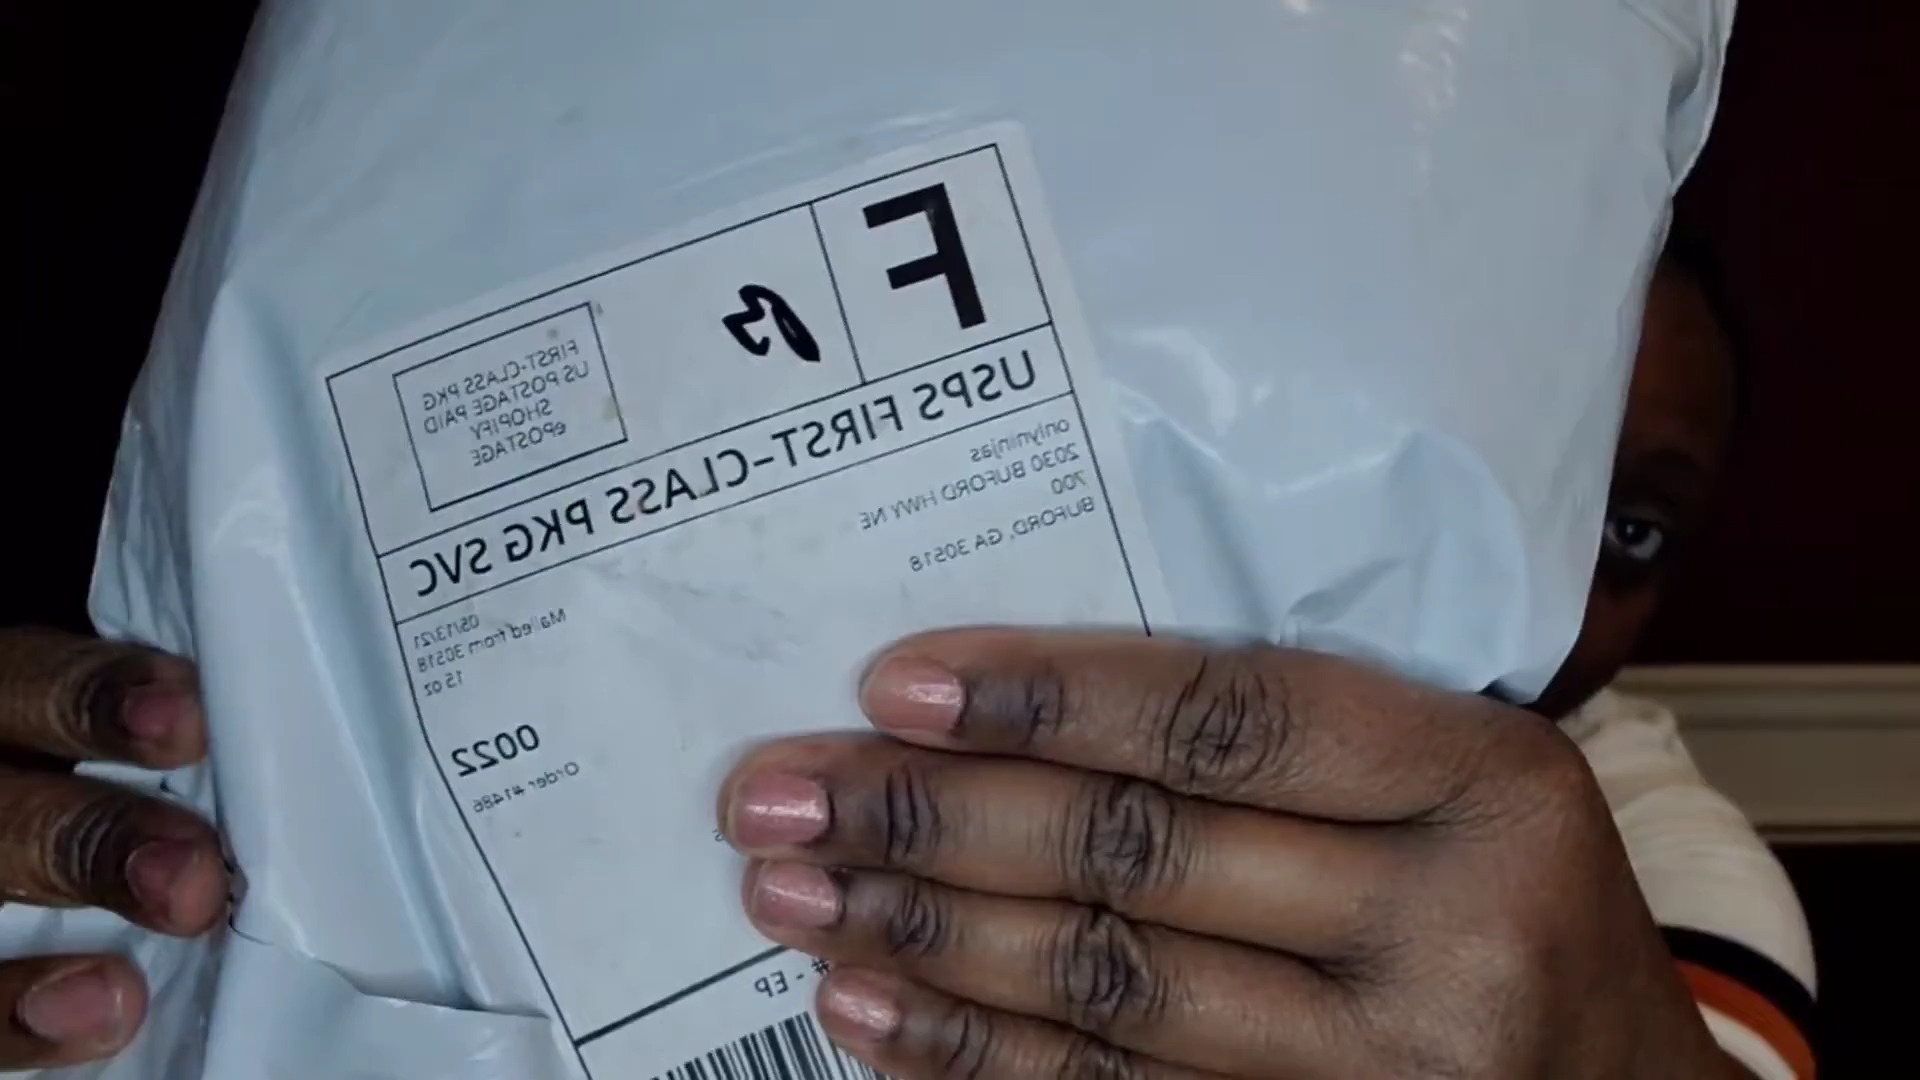 F
FIRST-CLASS PKG
US POSTAGE PAID
SHOPIFY
ePOSTAGE
USPS FIRST-CLASS PKG SVC
onlyninjas
2030 BUFORD HWY NE
700
BUFORD, GA 30518
05/13/21
Mailed from 30518
15 oz
0022
Order #1486
# - EP